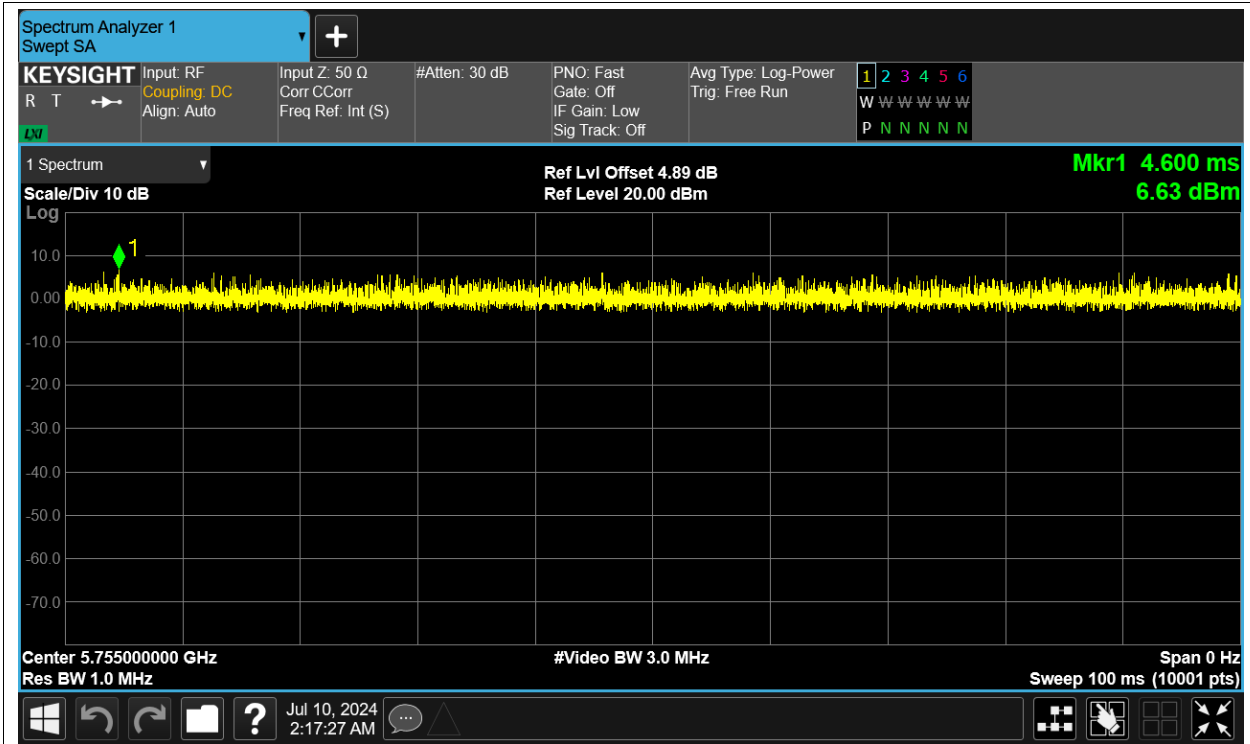 Spectrum Analyzer 1
Swept SA
KEYSIGHT
R T
LXI
Input: RF
Coupling: DC
Align: Auto
Input Z: 50 Ω
Corr CCorr
Freq Ref: Int (S)
#Atten: 30 dB
PNO: Fast
Gate: Off
IF Gain: Low
Sig Track: Off
Avg Type: Log-Power
Trig: Free Run
1 2 3 4 5 6
W W W W W W
P N N N N N
1 Spectrum
Scale/Div 10 dB
Ref Lvl Offset 4.89 dB
Ref Level 20.00 dBm
Mkr1 4.600 ms
6.63 dBm
Log
1
10.0
0.00
-10.0
-20.0
-30.0
-40.0
-50.0
-60.0
-70.0
Center 5.755000000 GHz
#Video BW 3.0 MHz
Span 0 Hz
Res BW 1.0 MHz
Sweep 100 ms (10001 pts)
?
Jul 10, 2024
2:17:27 AM